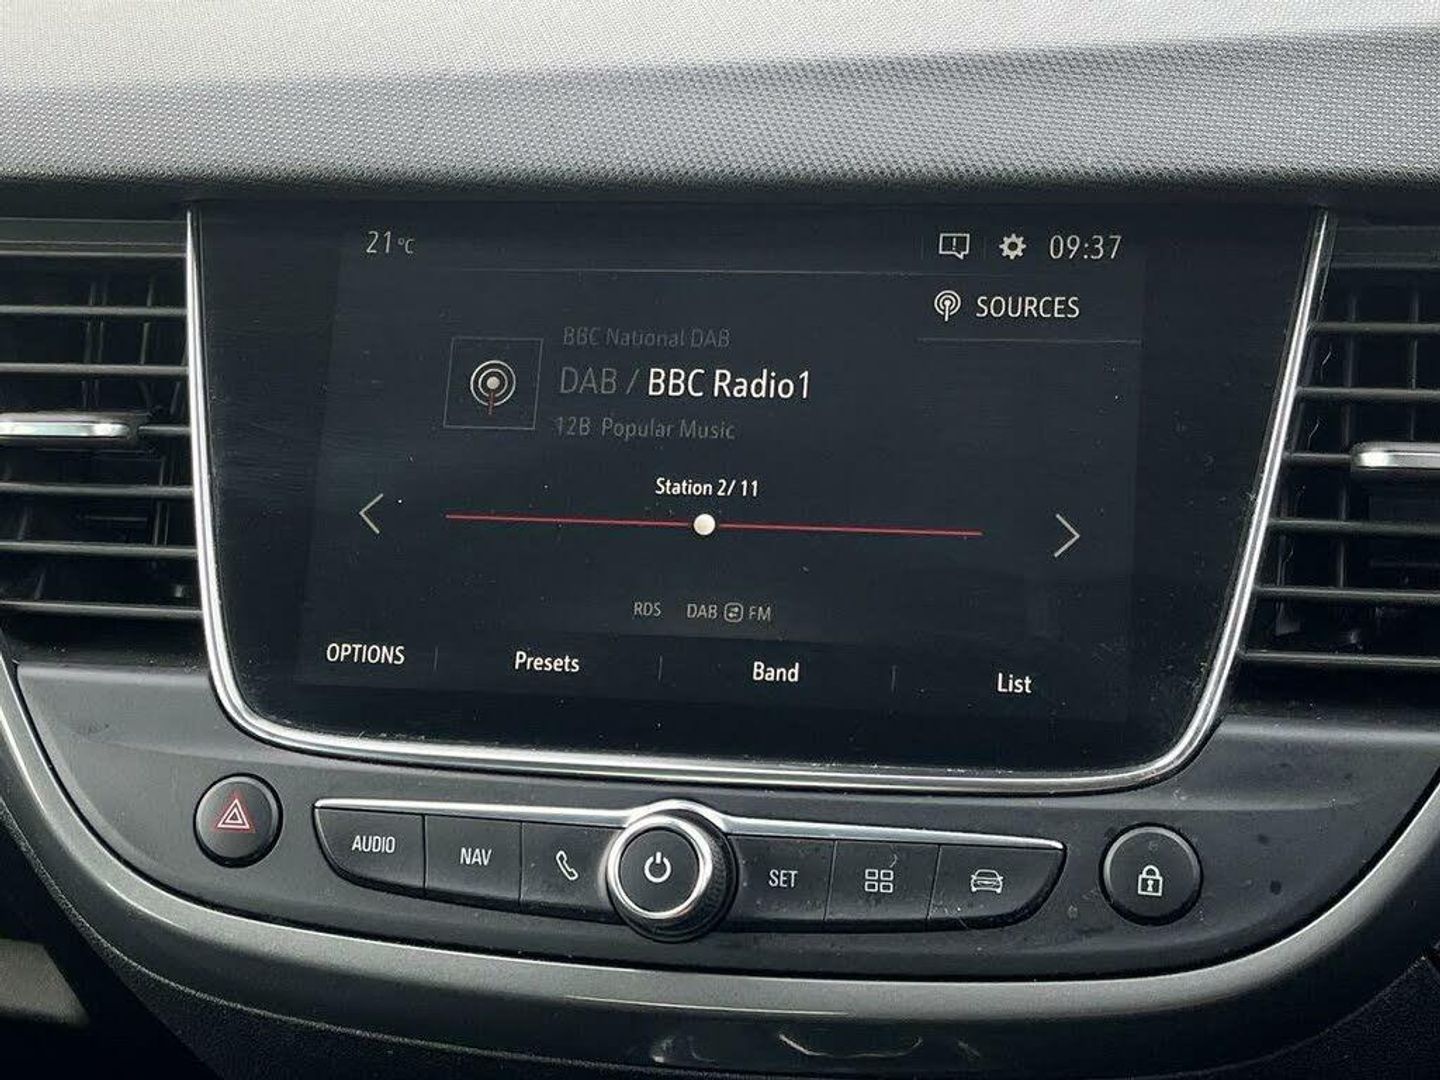 21°C 09:37
SOURCES
BBC National DAB
DAB / BBC Radio1
12B Popular Music
Station 2/ 11
RDS DAB FM
OPTIONS Presets Band List
AUDIO NAV SET